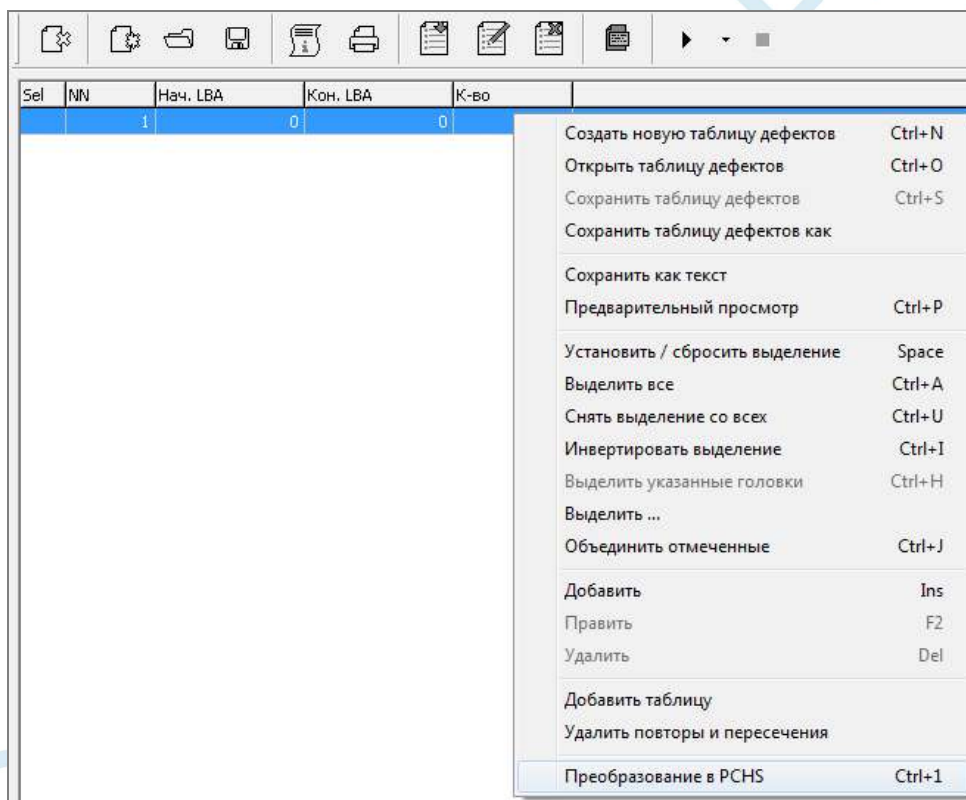 Sel NN Нач. LBA Кон. LBA К-во
1 0 0
Создать новую таблицу дефектов Ctrl+N
Открыть таблицу дефектов Ctrl+O
Сохранить таблицу дефектов Ctrl+S
Сохранить таблицу дефектов как
Сохранить как текст
Предварительный просмотр Ctrl+P
Установить / сбросить выделение Space
Выделить все Ctrl+A
Снять выделение со всех Ctrl+U
Инвертировать выделение Ctrl+I
Выделить указанные головки Ctrl+H
Выделить ...
Объединить отмеченные Ctrl+J
Добавить Ins
Править F2
Удалить Del
Добавить таблицу
Удалить повторы и пересечения
Преобразование в PCHS Ctrl+1